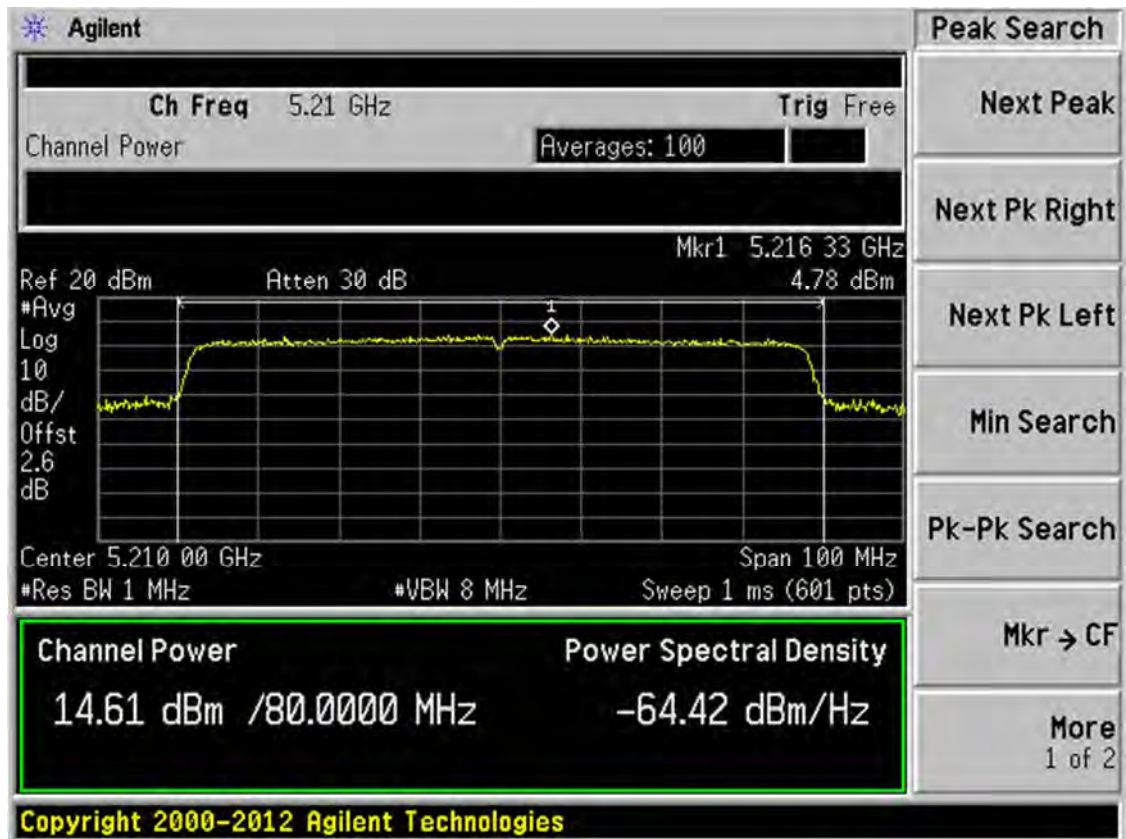 Agilent
Peak Search
Ch Freq 5.21 GHz Trig Free
Channel Power Averages: 100
Mkr1 5.216 33 GHz
Ref 20 dBm Atten 30 dB 4.78 dBm
#Avg
Log
10
dB/
Offst
2.6
dB
1
Center 5.210 00 GHz Span 100 MHz
#Res BW 1 MHz #VBW 8 MHz Sweep 1 ms (601 pts)
Channel Power Power Spectral Density
14.61 dBm /80.0000 MHz -64.42 dBm/Hz
Copyright 2000-2012 Agilent Technologies
Next Peak
Next Pk Right
Next Pk Left
Min Search
Pk-Pk Search
Mkr → CF
More
1 of 2